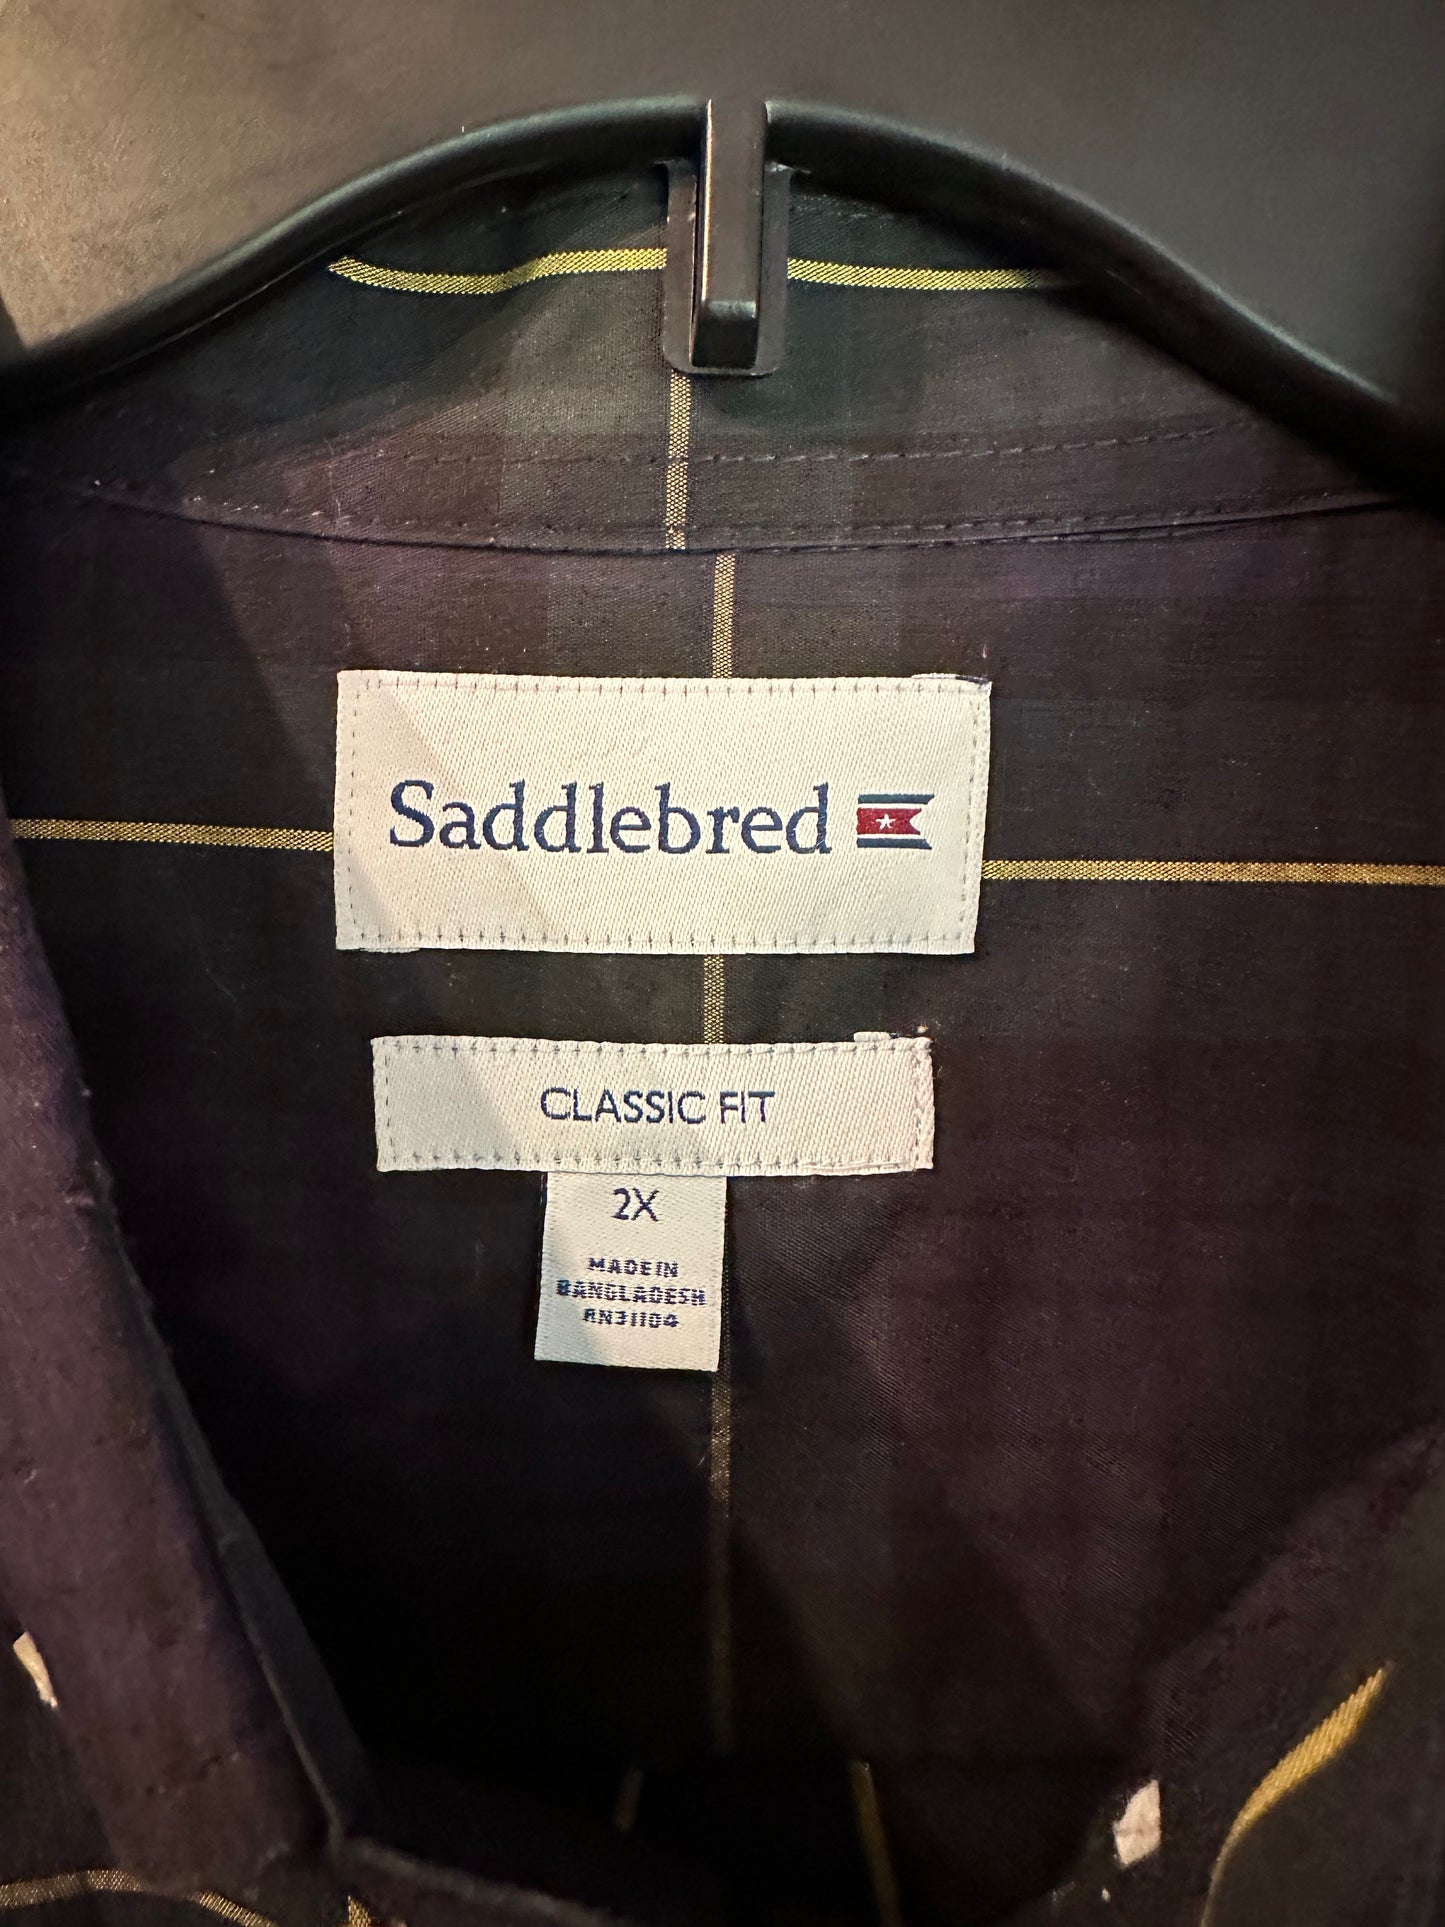 Saddlebred
CLASSIC FIT
2X
MADE IN
BANGLADESH
RN31104